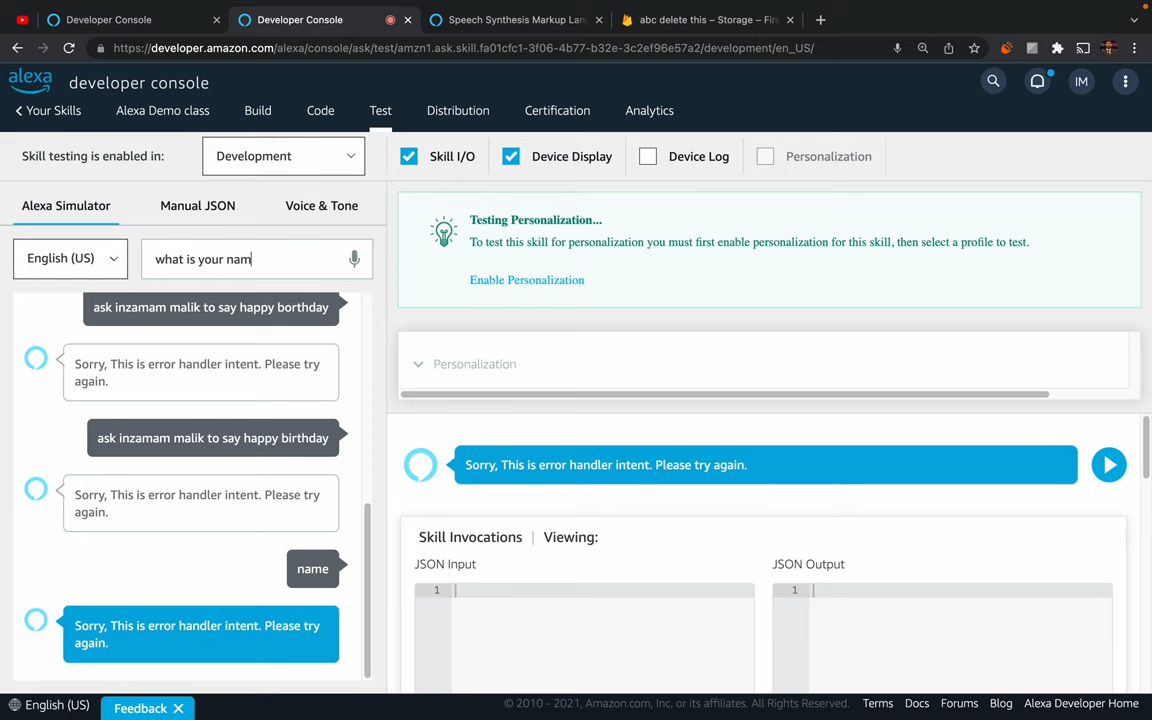 Developer Console
Developer Console
Speech Synthesis Markup Lan
abc delete this – Storage – Fire
https://developer.amazon.com/alexa/console/ask/test/amzn1.ask.skill.fa01cfc1-3f06-4b77-b32e-3c2ef96e57a2/development/en_US/
alexa developer console
IM
Your Skills Alexa Demo class Build Code Test Distribution Certification Analytics
Skill testing is enabled in: Development Skill I/O Device Display Device Log Personalization
Alexa Simulator Manual JSON Voice & Tone
English (US) what is your nam
ask inzamam malik to say happy borthday
Sorry, This is error handler intent. Please try
again.
ask inzamam malik to say happy birthday
Sorry, This is error handler intent. Please try
again.
name
Sorry, This is error handler intent. Please try
again.
Testing Personalization...
To test this skill for personalization you must first enable personalization for this skill, then select a profile to test.
Enable Personalization
Personalization
Sorry, This is error handler intent. Please try again.
Skill Invocations | Viewing:
JSON Input JSON Output
1 1
English (US) Feedback © 2010 - 2021, Amazon.com, Inc. or its affiliates. All Rights Reserved. Terms Docs Forums Blog Alexa Developer Home